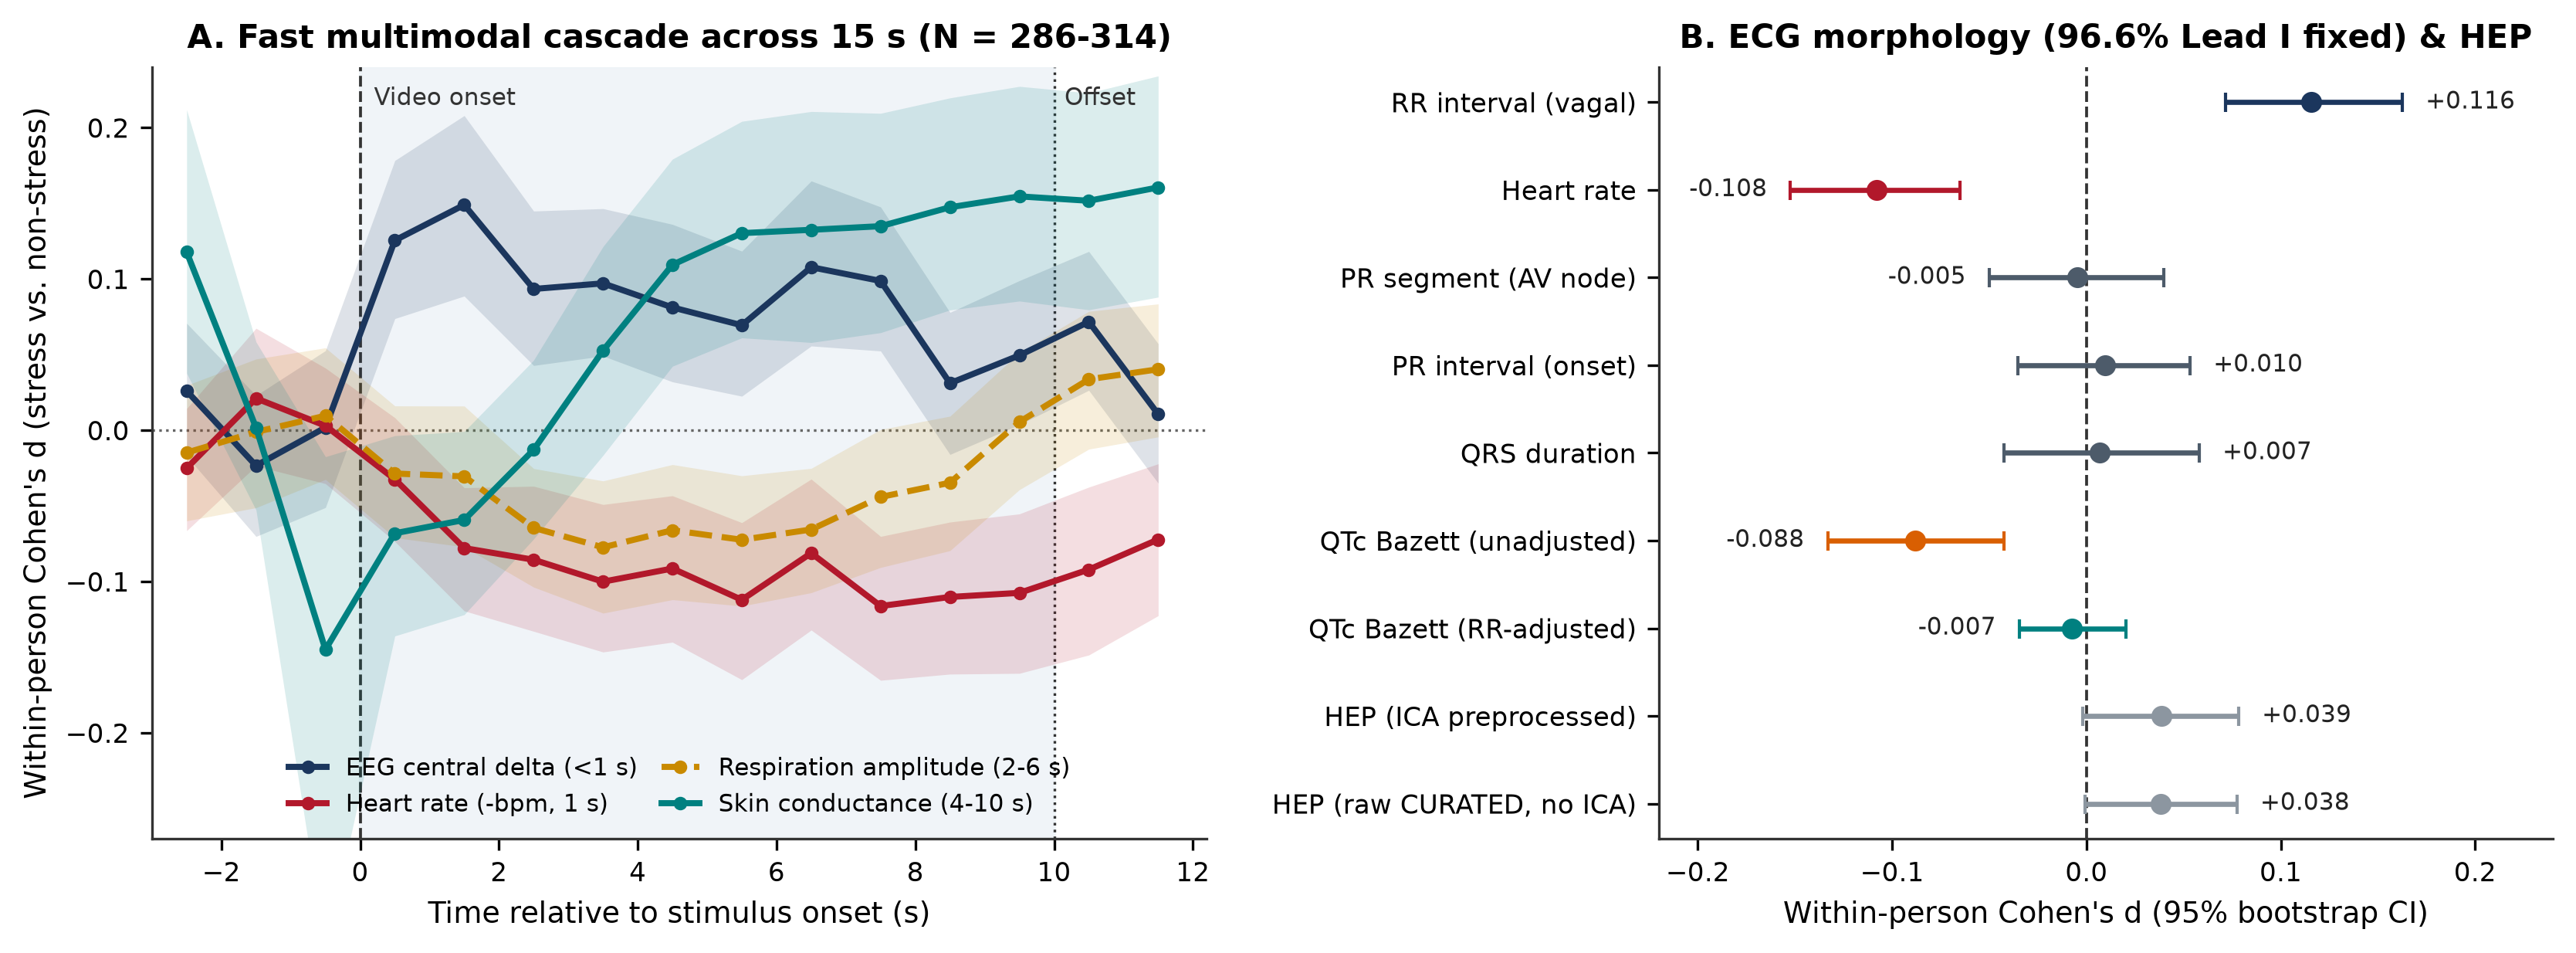 A. Fast multimodal cascade across 15 s (N = 286-314)
Within-person Cohen's d (stress vs. non-stress)
0.2
0.1
0.0
−0.1
−0.2
Video onset
Offset
EEG central delta (<1 s)
Heart rate (-bpm, 1 s)
Respiration amplitude (2-6 s)
Skin conductance (4-10 s)
−2
0
2
4
6
8
10
12
Time relative to stimulus onset (s)
B. ECG morphology (96.6% Lead I fixed) & HEP
RR interval (vagal)
+0.116
Heart rate
-0.108
PR segment (AV node)
-0.005
PR interval (onset)
+0.010
QRS duration
+0.007
QTc Bazett (unadjusted)
-0.088
QTc Bazett (RR-adjusted)
-0.007
HEP (ICA preprocessed)
+0.039
HEP (raw CURATED, no ICA)
+0.038
−0.2
−0.1
0.0
0.1
0.2
Within-person Cohen's d (95% bootstrap CI)